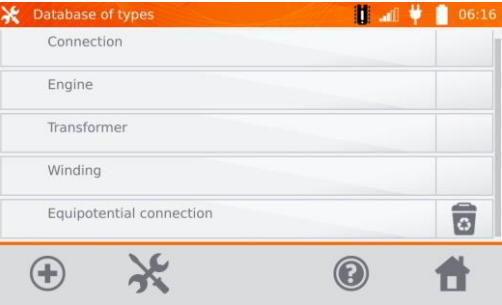 Database of types
06:16
Connection
Engine
Transformer
Winding
Equipotential connection